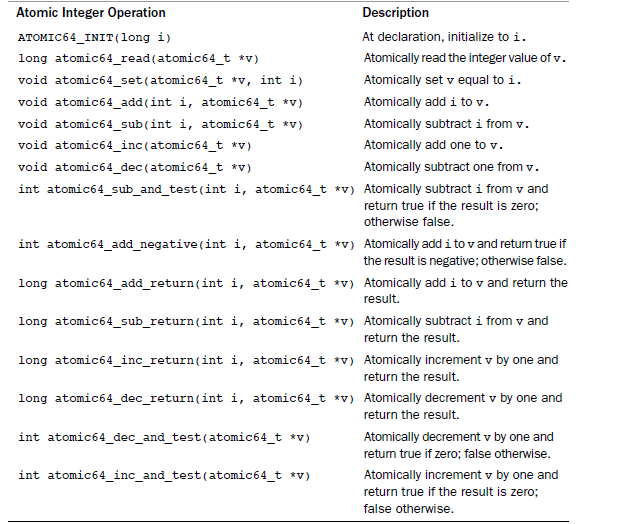 Atomic Integer Operation Description
ATOMIC64_INIT(long i) At declaration, initialize to i.
long atomic64_read(atomic64_t *v) Atomically read the integer value of v.
void atomic64_set(atomic64_t *v, int i) Atomically set v equal to i.
void atomic64_add(int i, atomic64_t *v) Atomically add i to v.
void atomic64_sub(int i, atomic64_t *v) Atomically subtract i from v.
void atomic64_inc(atomic64_t *v) Atomically add one to v.
void atomic64_dec(atomic64_t *v) Atomically subtract one from v.
int atomic64_sub_and_test(int i, atomic64_t *v) Atomically subtract i from v and
return true if the result is zero;
otherwise false.
int atomic64_add_negative(int i, atomic64_t *v) Atomically add i to v and return true if
the result is negative; otherwise false.
long atomic64_add_return(int i, atomic64_t *v) Atomically add i to v and return the
result.
long atomic64_sub_return(int i, atomic64_t *v) Atomically subtract i from v and
return the result.
long atomic64_inc_return(int i, atomic64_t *v) Atomically increment v by one and
return the result.
long atomic64_dec_return(int i, atomic64_t *v) Atomically decrement v by one and
return the result.
int atomic64_dec_and_test(atomic64_t *v) Atomically decrement v by one and
return true if zero; false otherwise.
int atomic64_inc_and_test(atomic64_t *v) Atomically increment v by one and
return true if the result is zero;
false otherwise.